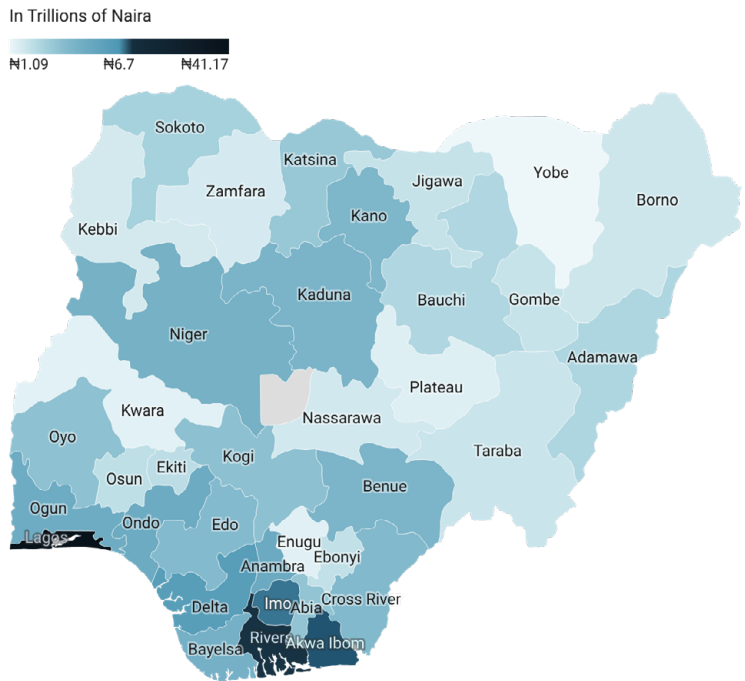 In Trillions of Naira
₦1.09 ₦6.7 ₦41.17
Sokoto
Katsina
Zamfara
Jigawa
Yobe
Borno
Kano
Kebbi
Kaduna
Bauchi
Gombe
Niger
Adamawa
Plateau
Kwara
Nassarawa
Oyo
Kogi
Taraba
Osun
Ekiti
Benue
Ogun
Ondo
Edo
Lagos
Enugu
Ebonyi
Anambra
Delta
Imo
Abia
Cross River
Rivers
Akwa Ibom
Bayelsa